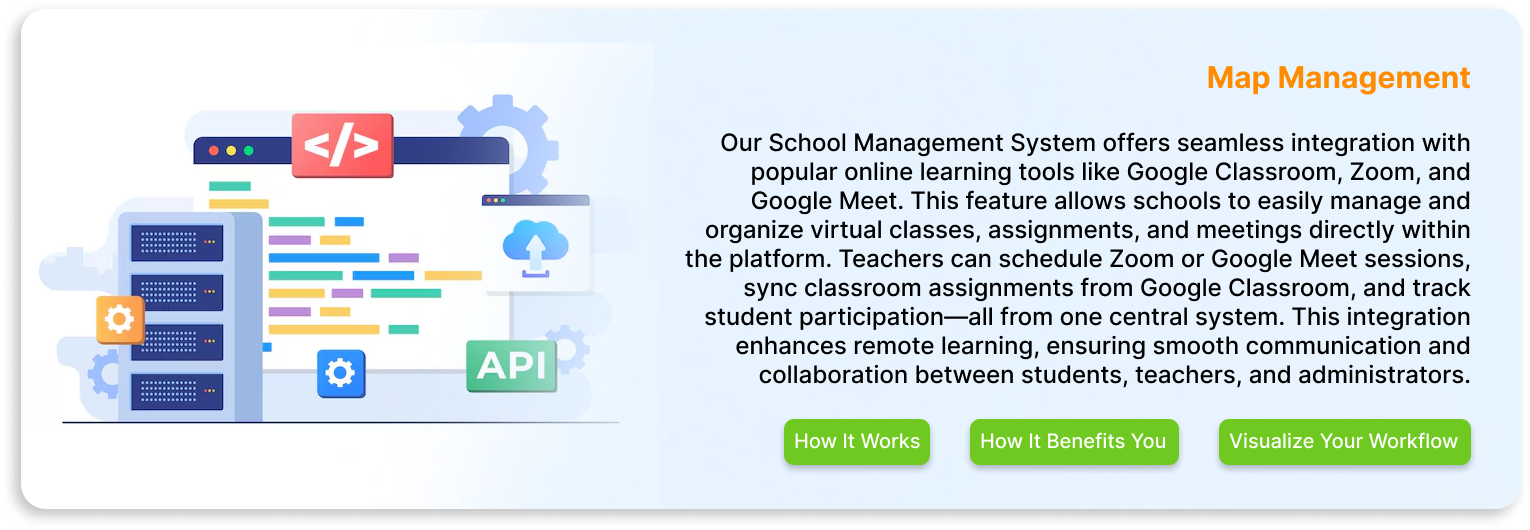 Map Management
</>
Our School Management System offers seamless integration with
popular online learning tools like Google Classroom, Zoom, and
Google Meet. This feature allows schools to easily manage and
organize virtual classes, assignments, and meetings directly within
the platform. Teachers can schedule Zoom or Google Meet sessions,
sync classroom assignments from Google Classroom, and track
student participation—all from one central system. This integration
enhances remote learning, ensuring smooth communication and
collaboration between students, teachers, and administrators.
API
How It Works
How It Benefits You
Visualize Your Workflow